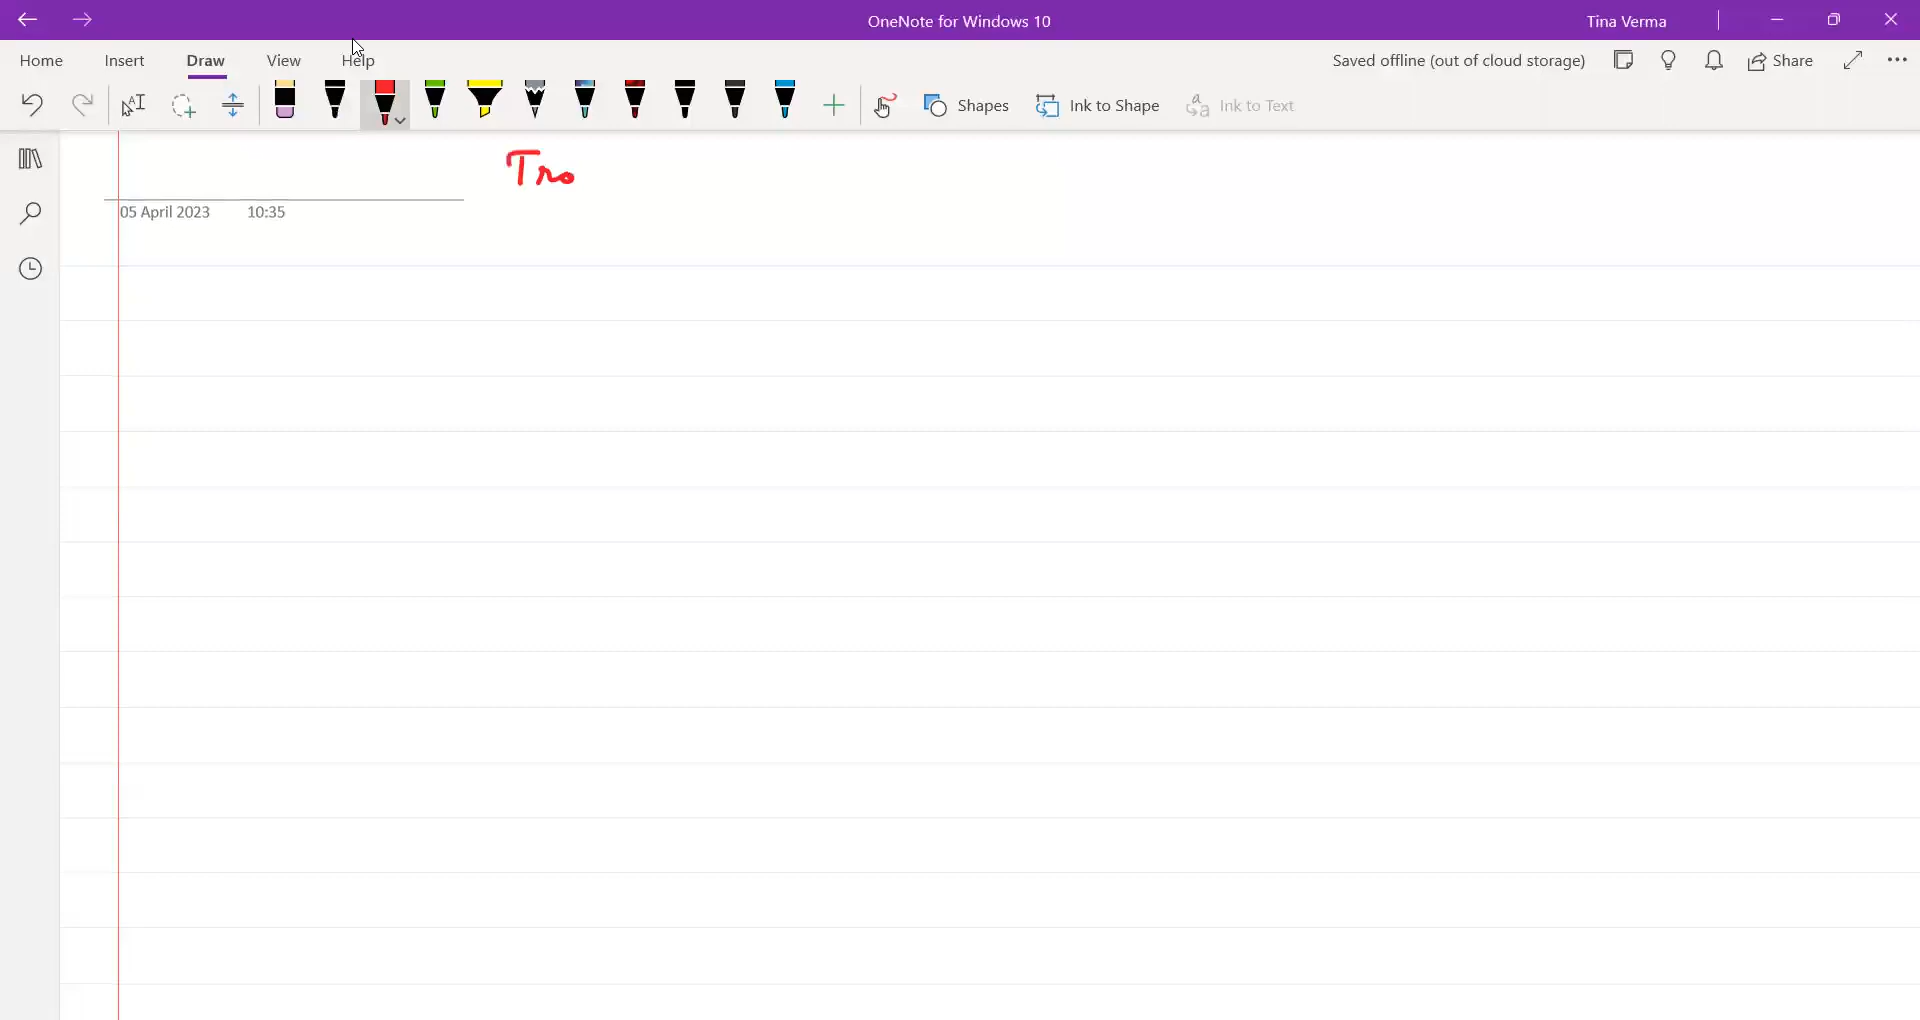 OneNote for Windows 10
Tina Verma
Home Insert Draw View Help
Saved offline (out of cloud storage) Share
Shapes Ink to Shape Ink to Text
Tro
05 April 2023 10:35